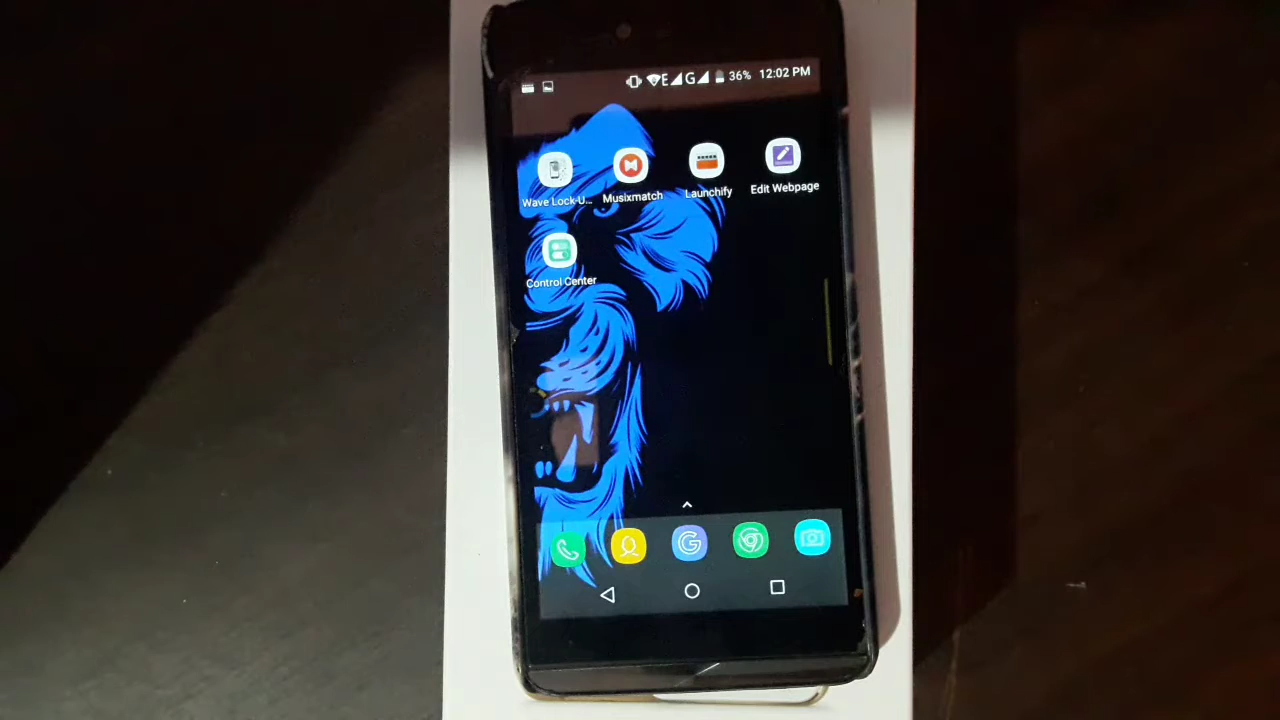 E G 36% 12:02 PM
Wave Lock-U... Musixmatch Launchify Edit Webpage
Control Center
G